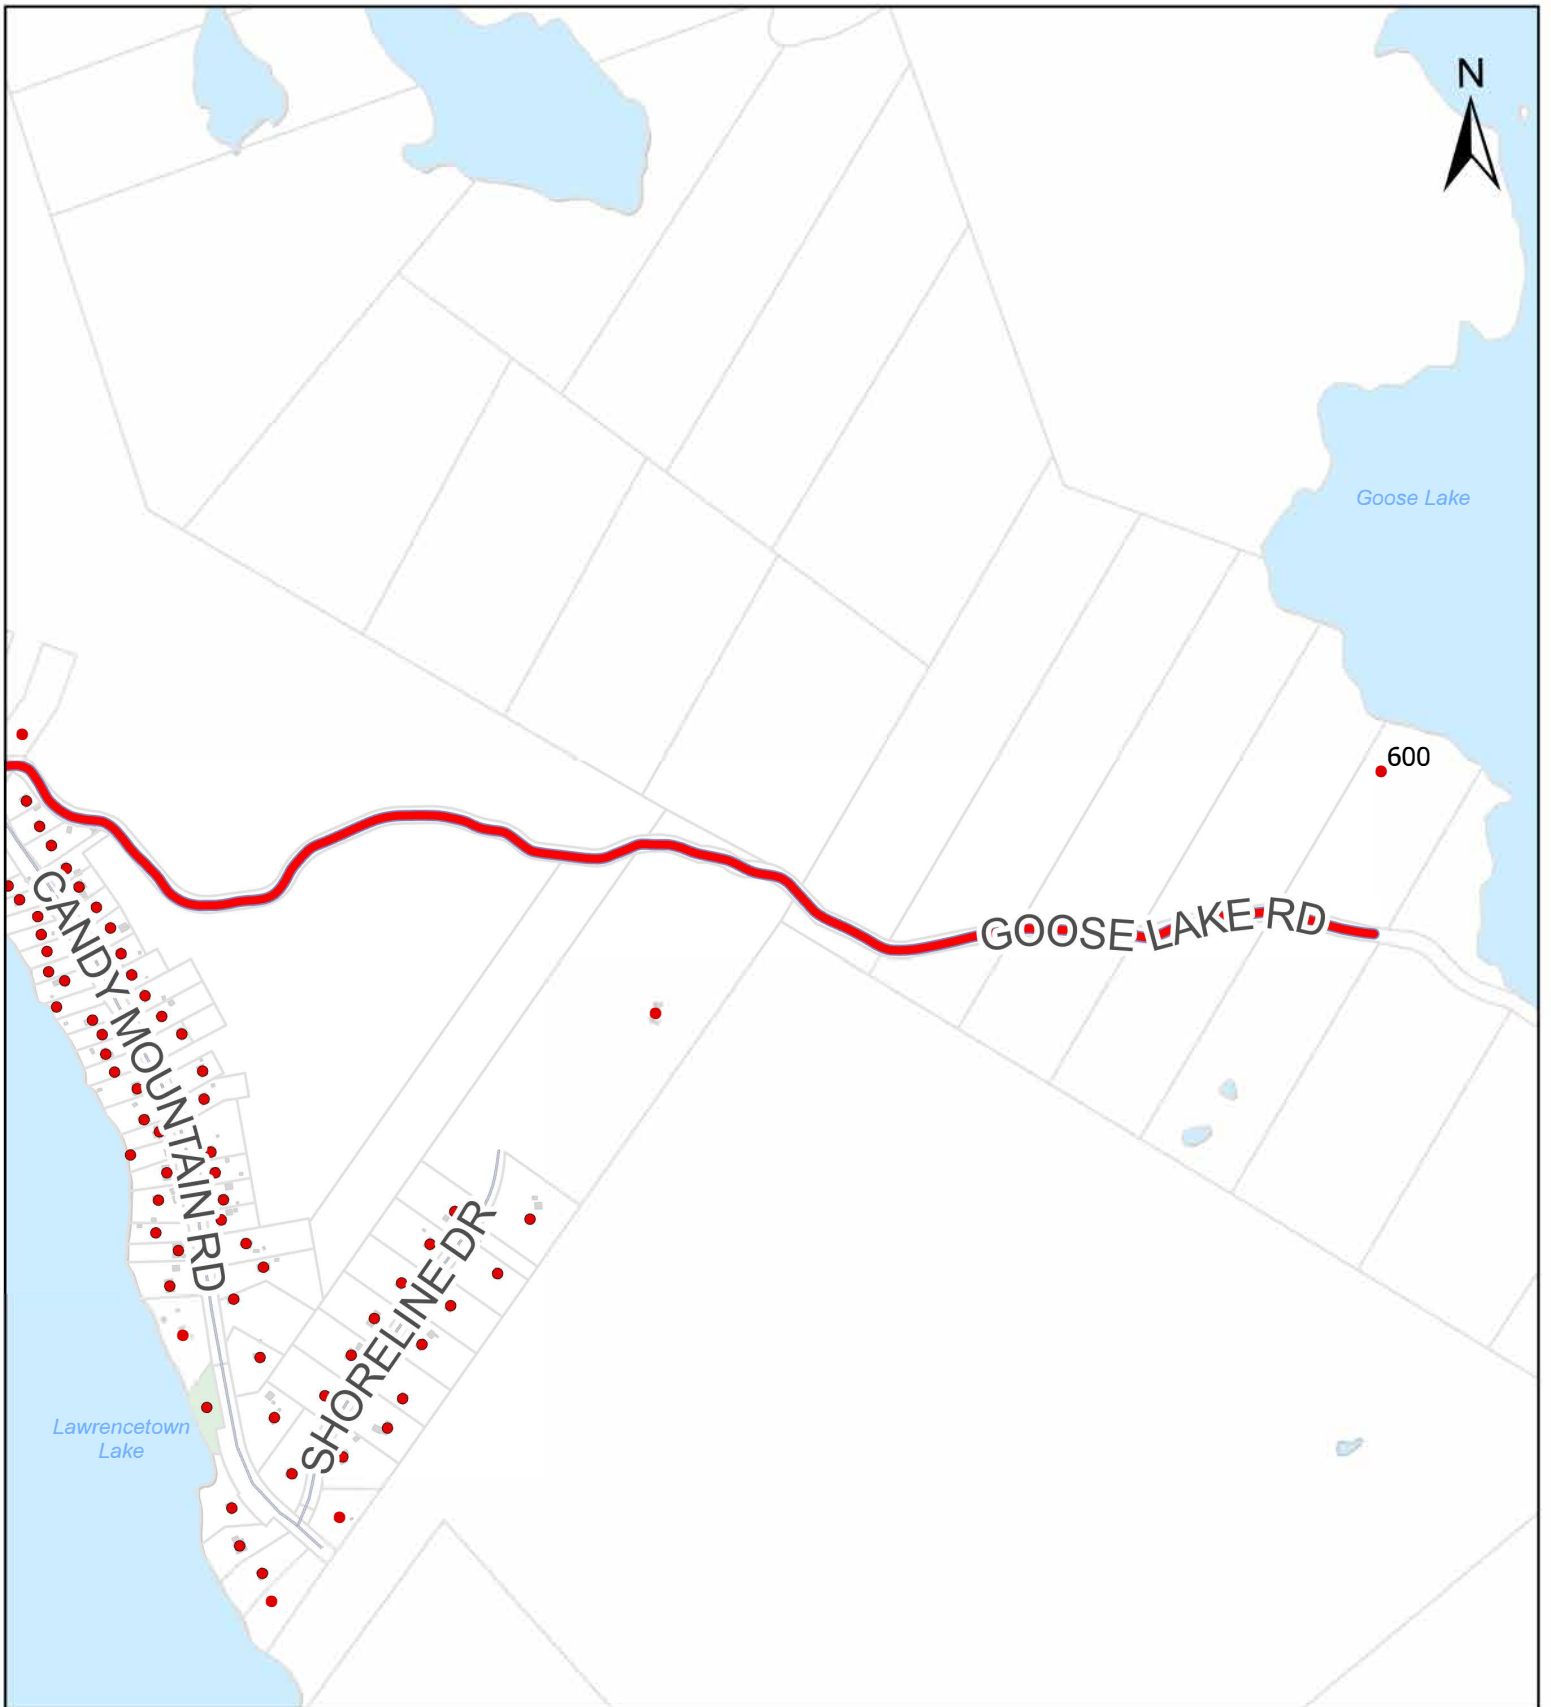 N
Goose Lake
600
GOOSE LAKE RD
CANDY MOUNTAIN RD
SHORELINE DR
Lawrencetown
Lake